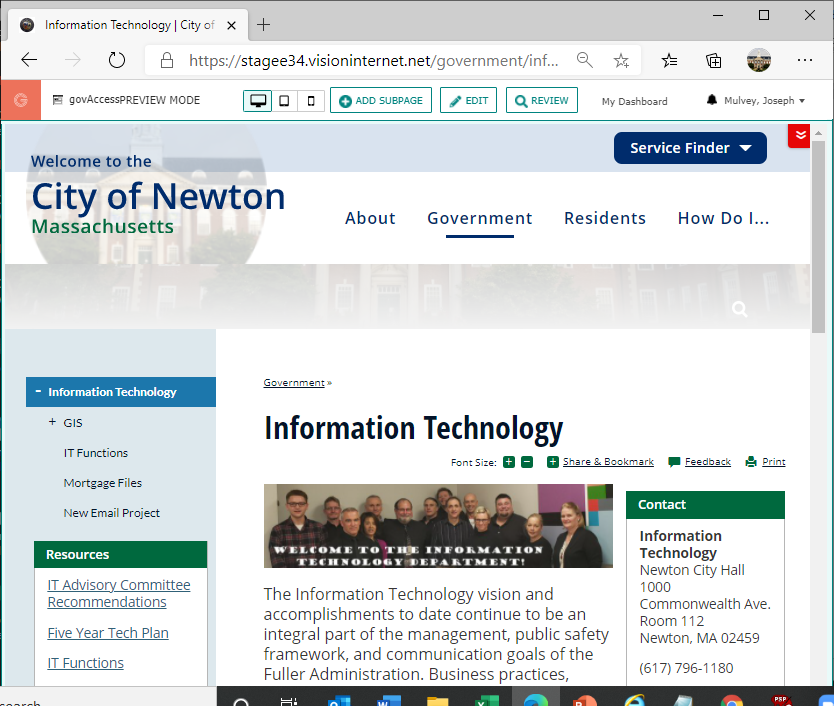 Information Technology | City of
https://stagee34.visioninternet.net/government/inf...
G
govAccess PREVIEW MODE
ADD SUBPAGE
EDIT
REVIEW
My Dashboard
Mulvey, Joseph
Service Finder
Welcome to the
City of Newton
Massachusetts
About
Government
Residents
How Do I...
Information Technology
GIS
IT Functions
Mortgage Files
New Email Project
Resources
IT Advisory Committee
Recommendations
Five Year Tech Plan
IT Functions
Government »
Information Technology
Font Size:
Share & Bookmark
Feedback
Print
WELCOME TO THE INFORMATION
TECHNOLOGY DEPARTMENT!
The Information Technology vision and
accomplishments to date continue to be an
integral part of the management, public safety
framework, and communication goals of the
Fuller Administration. Business practices,
Contact
Information
Technology
Newton City Hall
1000
Commonwealth Ave.
Room 112
Newton, MA 02459
(617) 796-1180
search
PSP